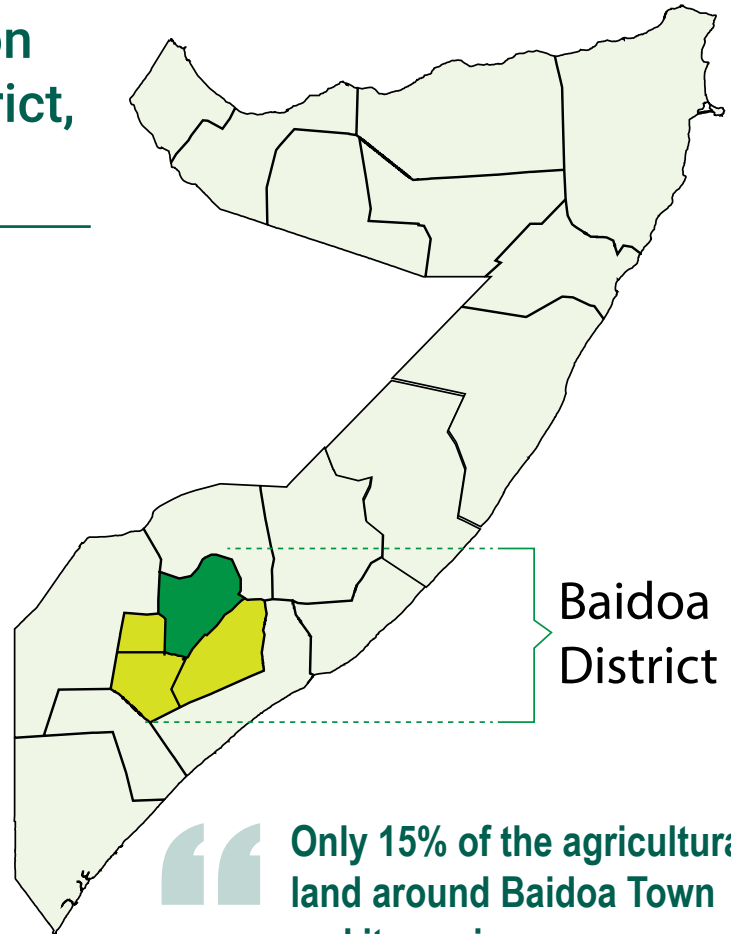 on
rict,
Baidoa
District
Only 15% of the agricultura
land around Baidoa Town